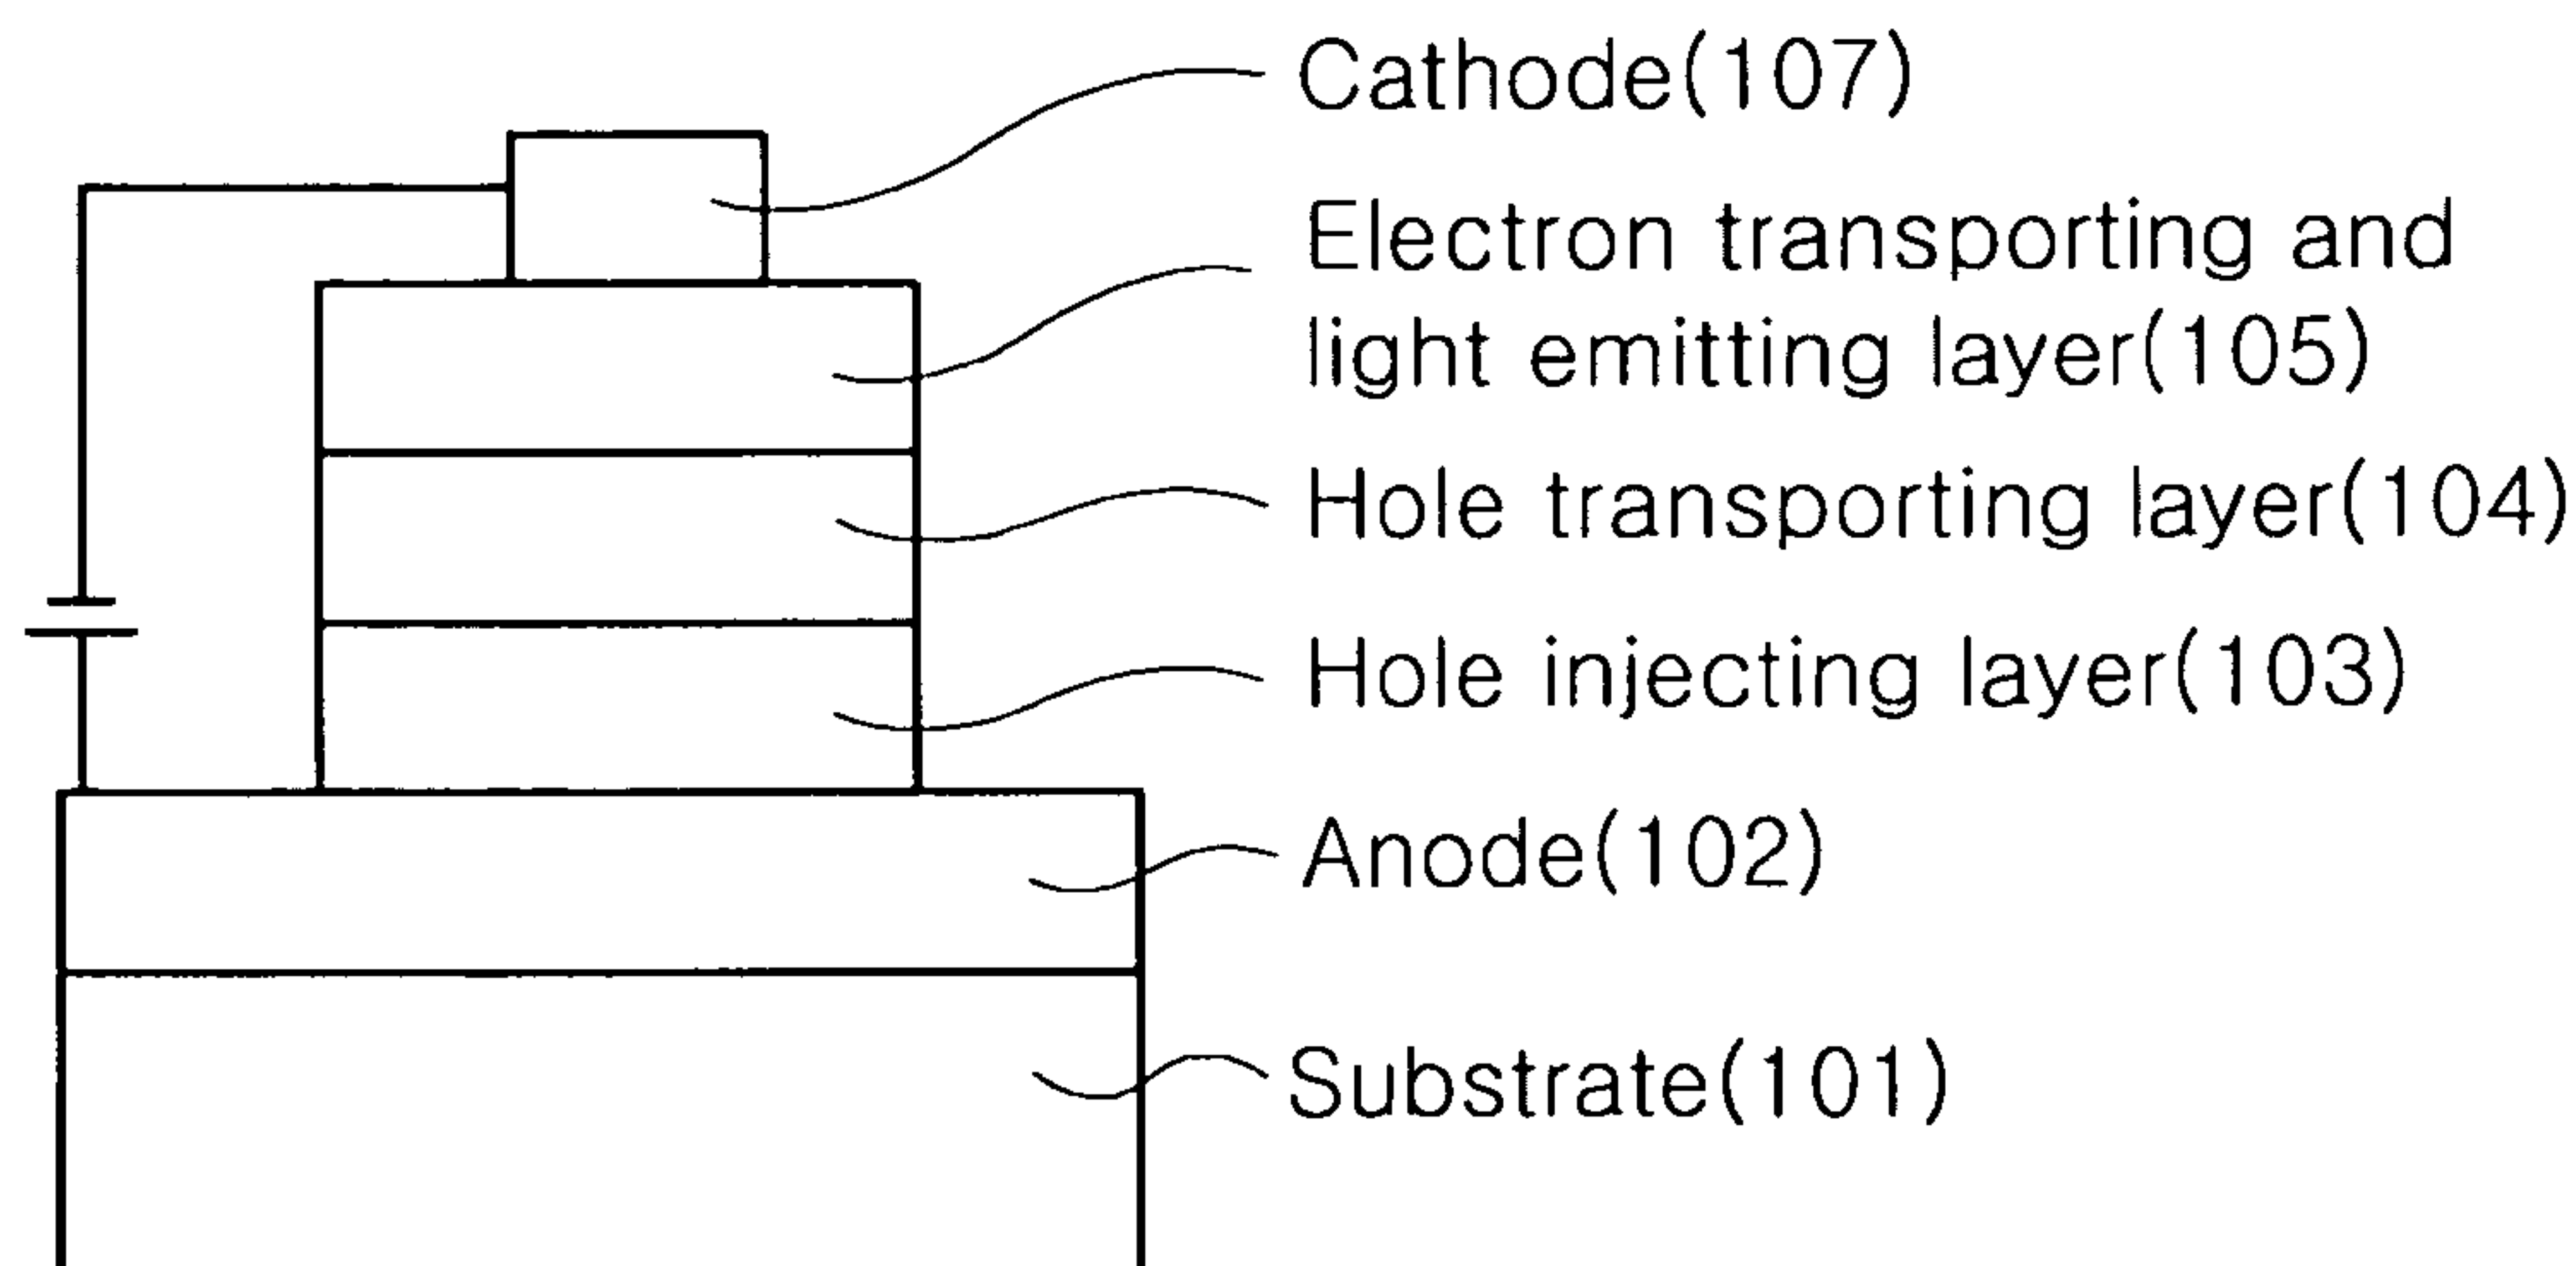 Cathode(107)
Electron transporting and
light emitting layer(105)
Hole transporting layer(104)
Hole injecting layer(103)
Anode(102)
Substrate(101)